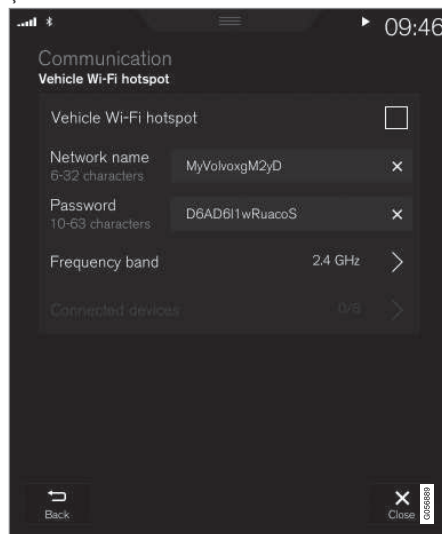 09:46
Communication
Vehicle Wi-Fi hotspot
Vehicle Wi-Fi hotspot
Network name
6-32 characters
MyVolvoxgM2yD
Password
10-63 characters
D6AD6I1wRuacoS
Frequency band
2.4 GHz
Connected devices
0/8
Back
Close
G056889